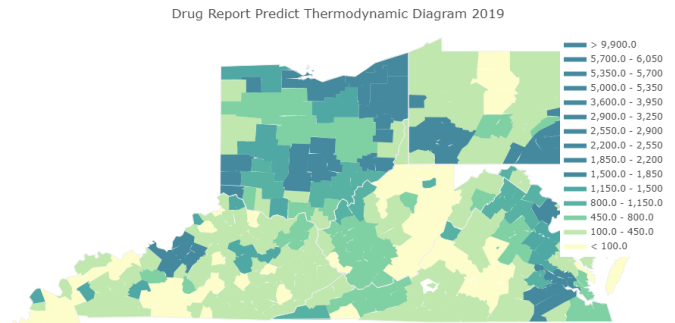 Drug Report Predict Thermodynamic Diagram 2019
> 9,900.0
5,700.0 - 6,050
5,350.0 - 5,700
5,000.0 - 5,350
3,600.0 - 3,950
2,900.0 - 3,250
2,550.0 - 2,900
2,200.0 - 2,550
1,850.0 - 2,200
1,500.0 - 1,850
1,150.0 - 1,500
800.0 - 1,150
450.0 - 800.0
100.0 - 450.0
< 100.0